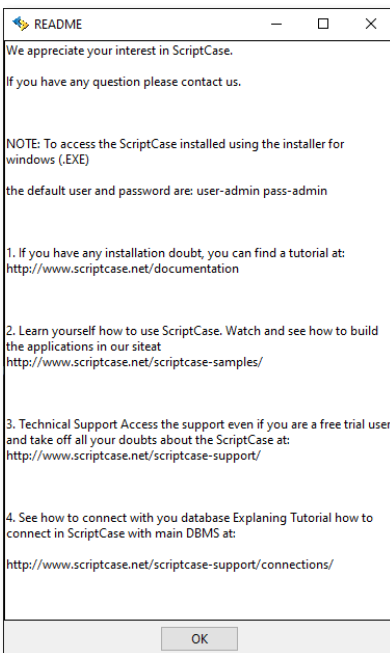 README
We appreciate your interest in ScriptCase.
If you have any question please contact us.
NOTE: To access the ScriptCase installed using the installer for
windows (.EXE)
the default user and password are: user-admin pass-admin
1. If you have any installation doubt, you can find a tutorial at:
http://www.scriptcase.net/documentation
2. Learn yourself how to use ScriptCase. Watch and see how to build
the applications in our siteat
http://www.scriptcase.net/scriptcase-samples/
3. Technical Support Access the support even if you are a free trial user
and take off all your doubts about the ScriptCase at:
http://www.scriptcase.net/scriptcase-support/
4. See how to connect with you database Explaning Tutorial how to
connect in ScriptCase with main DBMS at:
http://www.scriptcase.net/scriptcase-support/connections/
OK